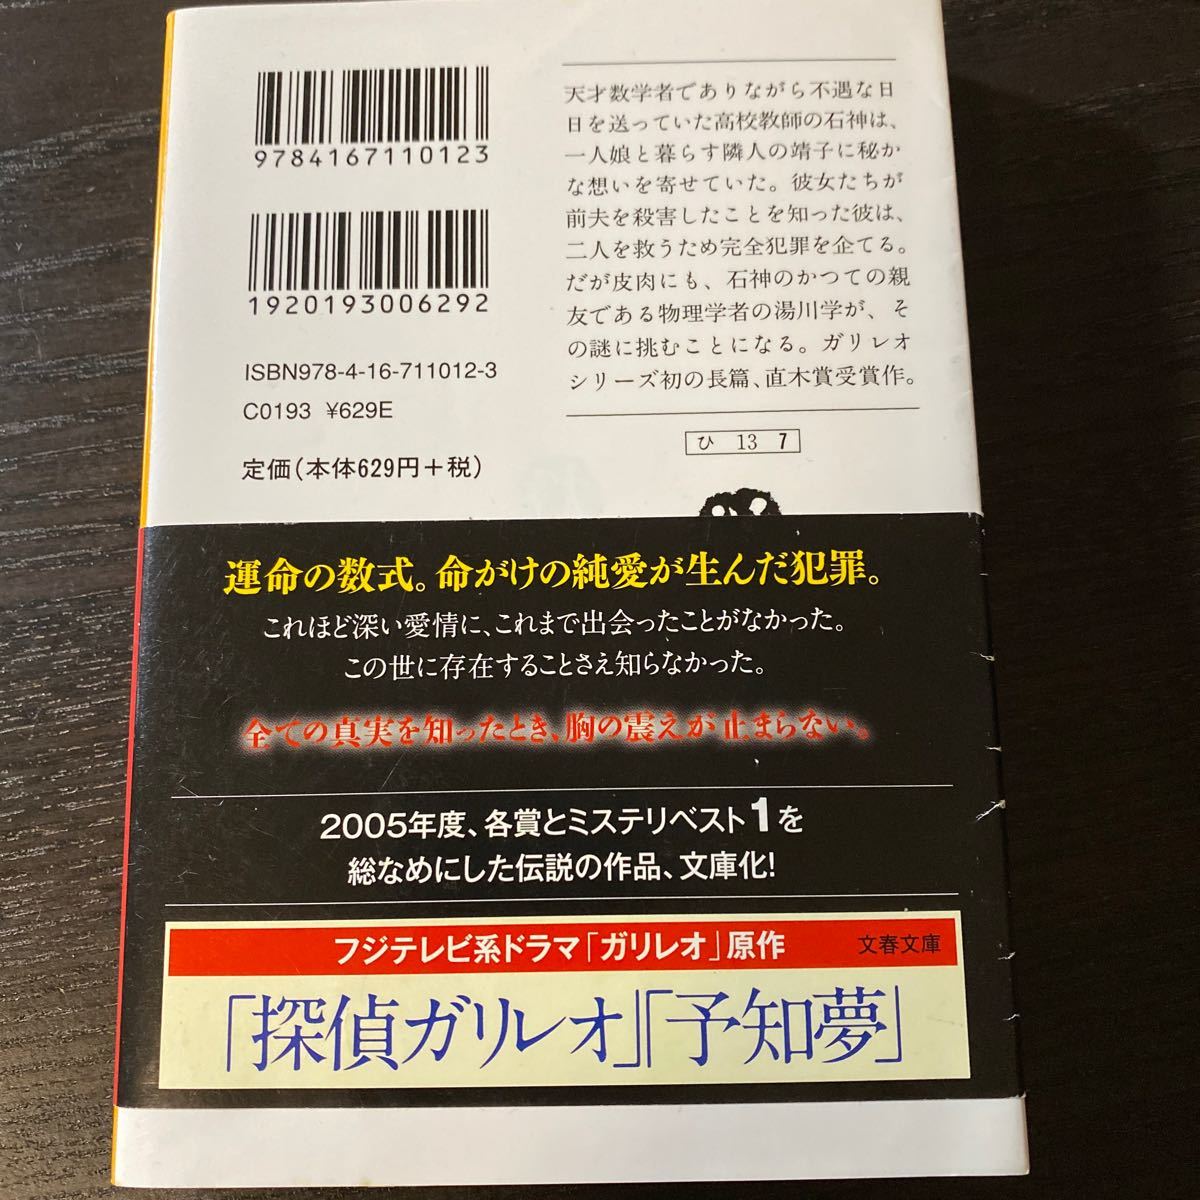 9784167110123
1920193006292
ISBN978-4-16-711012-3
C0193 ¥629E
定価(本体629円+税)
天才数学者でありながら不遇な日
日を送っていた高校教師の石神は、
一人娘と暮らす隣人の靖子に秘か
な想いを寄せていた。彼女たちが
前夫を殺害したことを知った彼は、
二人を救うため完全犯罪を企てる。
だが皮肉にも、石神のかつての親
友である物理学者の湯川学が、そ
の謎に挑むことになる。ガリレオ
シリーズ初の長篇、直木賞受賞作。
ひ 13 7
運命の数式。命がけの純愛が生んだ犯罪。
これほど深い愛情に、これまで出会ったことがなかった。
この世に存在することさえ知らなかった。
全ての真実を知ったとき、胸の震えが止まらない。
2005年度、各賞とミステリベスト1を
総なめにした伝説の作品、文庫化!
フジテレビ系ドラマ「ガリレオ」原作 文春文庫
「探偵ガリレオ」「予知夢」